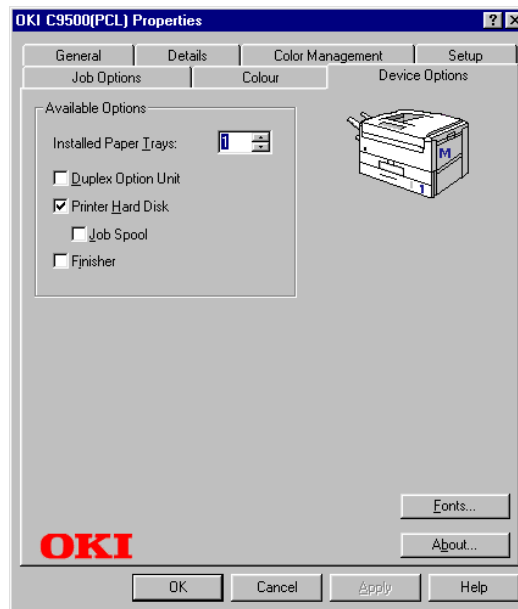 OKI C9500(PCL) Properties
? ×
General Details Color Management Setup
Job Options Colour Device Options
Available Options
Installed Paper Trays: 1
Duplex Option Unit
Printer Hard Disk
Job Spool
Finisher
M
1
Fonts...
OKI
About...
OK Cancel Apply Help